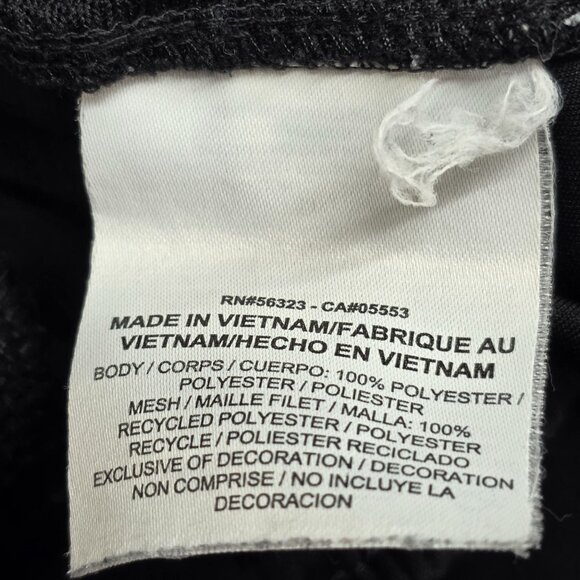 RN#56323 - CA#05553
MADE IN VIETNAM/FABRIQUE AU
VIETNAM/HECHO EN VIETNAM
BODY / CORPS / CUERPO: 100% POLYESTER /
POLYESTER / POLIESTER
MESH / MAILLE FILET / MALLA: 100%
RECYCLED POLYESTER / POLYESTER
RECYCLE / POLIESTER RECICLADO
EXCLUSIVE OF DECORATION / DECORATION
NON COMPRISE / NO INCLUYE LA
DECORACION